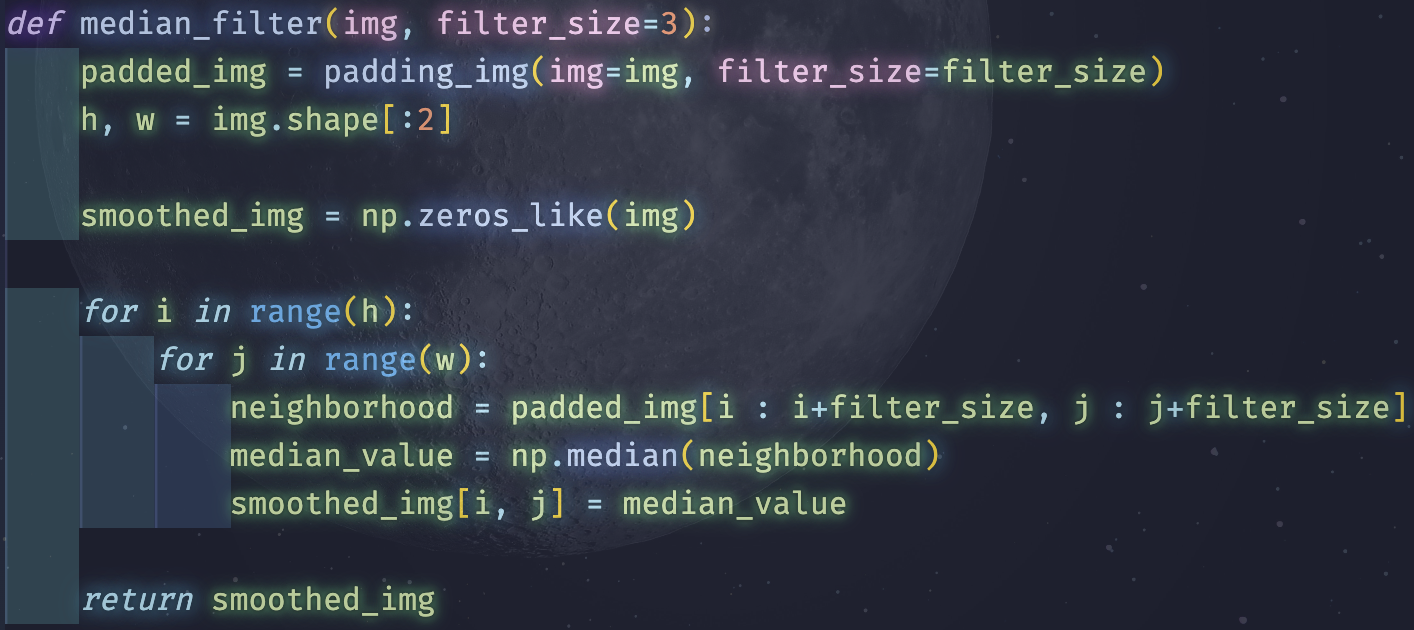 def median_filter(img, filter_size=3):
    padded_img = padding_img(img=img, filter_size=filter_size)
    h, w = img.shape[:2]

    smoothed_img = np.zeros_like(img)

    for i in range(h):
        for j in range(w):
            neighborhood = padded_img[i : i+filter_size, j : j+filter_size]
            median_value = np.median(neighborhood)
            smoothed_img[i, j] = median_value

    return smoothed_img